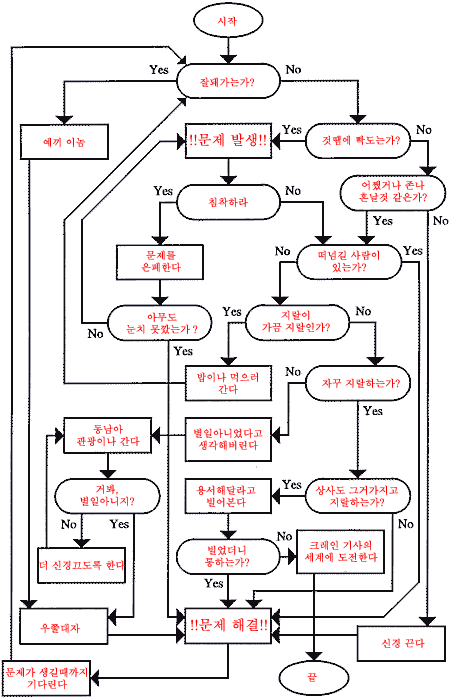 시작
Yes
잘돼가는가?
No
예끼 이놈
!!문제 발생!!
Yes
것땜에 빡도는가?
No
Yes
침착하라
No
어쨌거나 존나
혼날것 같은가?
No
Yes
문제를
은폐한다
No
떠넘길 사람이
있는가?
Yes
아무도
눈치 못깠는가 ?
No
Yes
Yes
지랄이
가끔 지랄인가?
No
밥이나 먹으러
간다
No
자꾸 지랄하는가?
Yes
동남아
관광이나 간다
별일아니었다고
생각해버린다
거봐,
별일아니지?
No
Yes
용서해달라고
빌어본다
Yes
상사도 그거가지고
지랄하는가?
No
더 신경끄도록 한다
빌었더니
통하는가?
No
Yes
크레인 기사의
세계에 도전한다
우쭐대자
!!문제 해결!!
신경 끈다
문제가 생길때까지
기다린다
끝